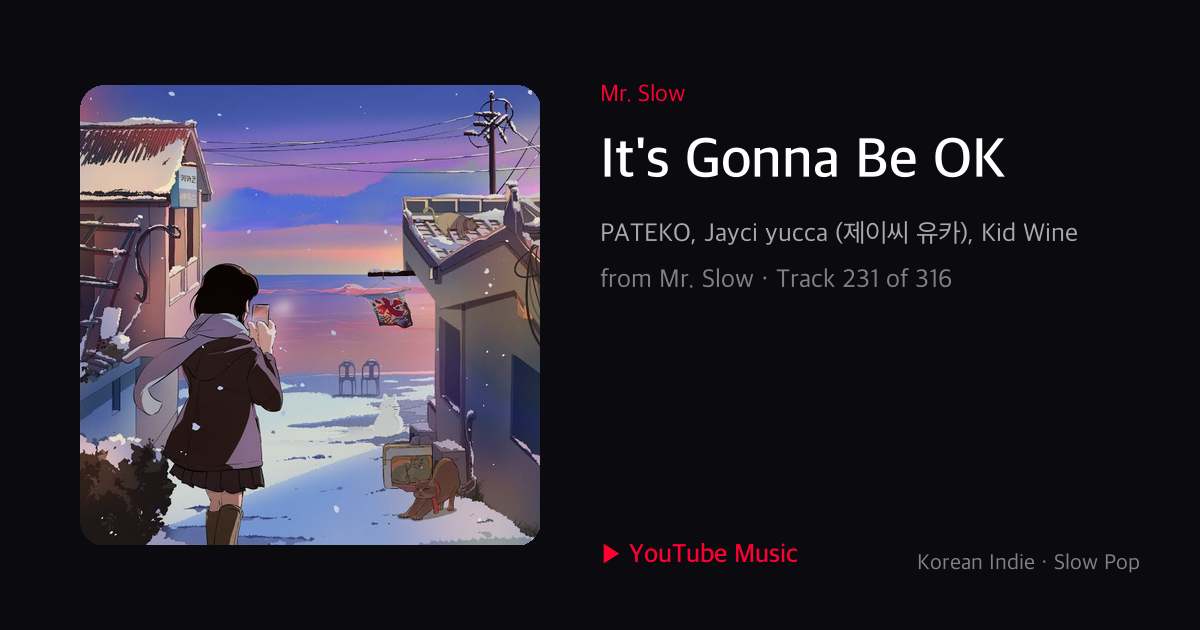 Mr. Slow
It's Gonna Be OK
PATEKO, Jayci yucca (제이씨 유카), Kid Wine
from Mr. Slow · Track 231 of 316
YouTube Music
Korean Indie · Slow Pop